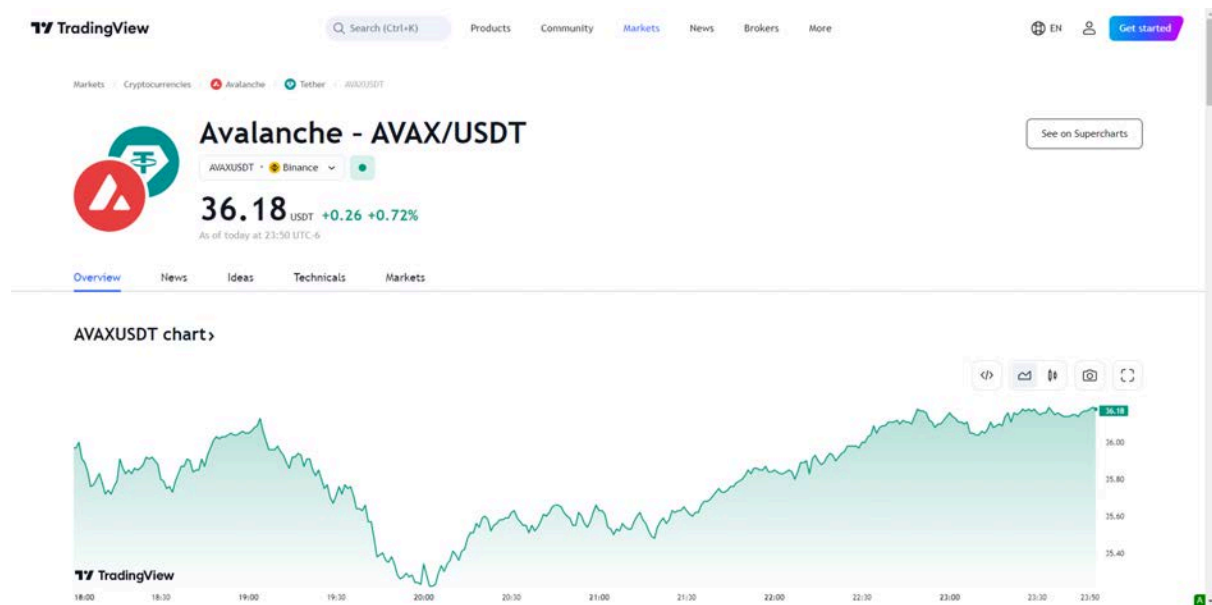 TradingView
Search (Ctrl+K)
Products
Community
Markets
News
Brokers
More
EN
Get started
Markets
Cryptocurrencies
Avalanche
Tether
AVAXUSDT
Avalanche – AVAX/USDT
See on Supercharts
AVAXUSDT • Binance
36.18 USDT +0.26 +0.72%
As of today at 23:50 UTC-6
Overview
News
Ideas
Technicals
Markets
AVAXUSDT chart›
</>
36.18
36.00
35.80
35.60
35.40
TradingView
18:00
18:30
19:00
19:30
20:00
20:30
21:00
21:30
22:00
22:30
23:00
23:30
23:50
A